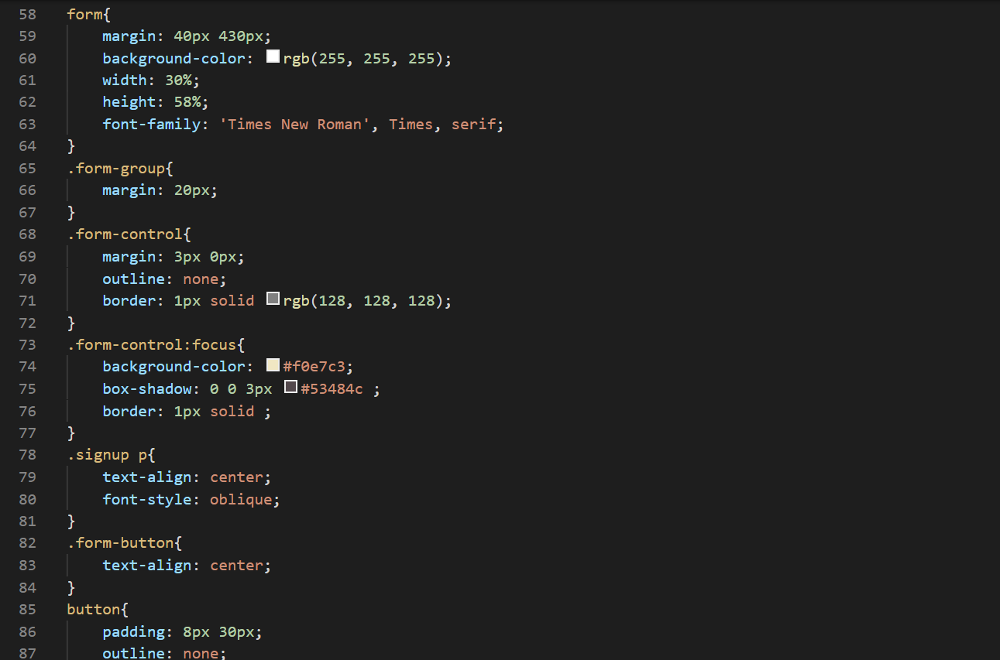 58 form{
59 margin: 40px 430px;
60 background-color: rgb(255, 255, 255);
61 width: 30%;
62 height: 58%;
63 font-family: 'Times New Roman', Times, serif;
64 }
65 .form-group{
66 margin: 20px;
67 }
68 .form-control{
69 margin: 3px 0px;
70 outline: none;
71 border: 1px solid rgb(128, 128, 128);
72 }
73 .form-control:focus{
74 background-color: #f0e7c3;
75 box-shadow: 0 0 3px #53484c ;
76 border: 1px solid ;
77 }
78 .signup p{
79 text-align: center;
80 font-style: oblique;
81 }
82 .form-button{
83 text-align: center;
84 }
85 button{
86 padding: 8px 30px;
87 outline: none;